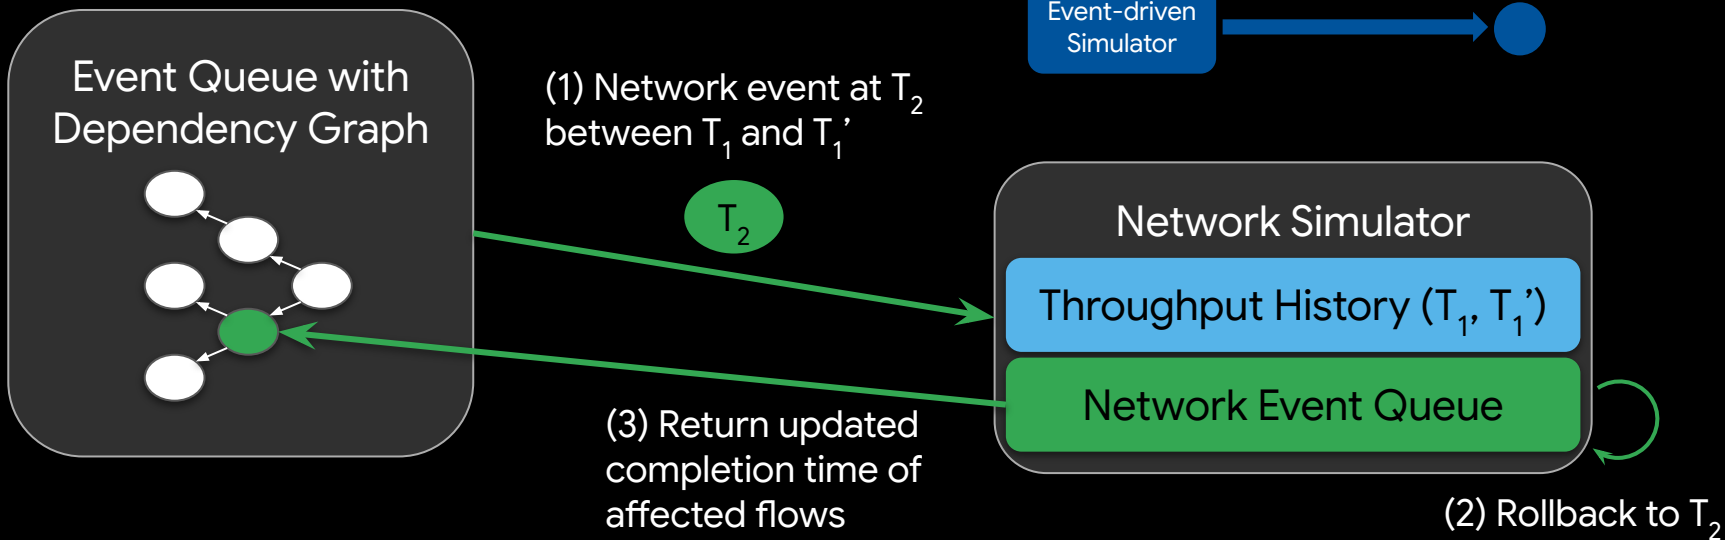 Event-driven
Simulator
Event Queue with
Dependency Graph
(1) Network event at T₂
between T₁ and T₁’
T₂
Network Simulator
Throughput History (T₁, T₁’)
Network Event Queue
(3) Return updated
completion time of
affected flows
(2) Rollback to T₂